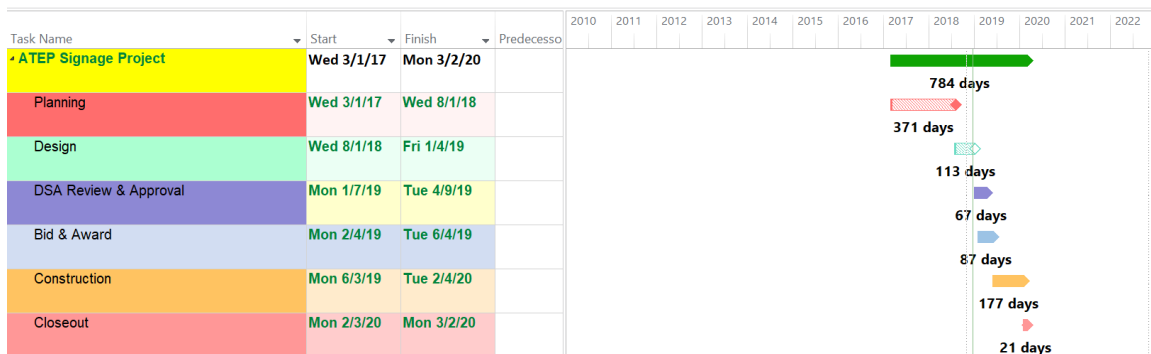 2010 2011 2012 2013 2014 2015 2016 2017 2018 2019 2020 2021 2022
Task Name Start Finish Predecesso
ATEP Signage Project Wed 3/1/17 Mon 3/2/20
784 days
Planning Wed 3/1/17 Wed 8/1/18
371 days
Design Wed 8/1/18 Fri 1/4/19
113 days
DSA Review & Approval Mon 1/7/19 Tue 4/9/19
67 days
Bid & Award Mon 2/4/19 Tue 6/4/19
87 days
Construction Mon 6/3/19 Tue 2/4/20
177 days
Closeout Mon 2/3/20 Mon 3/2/20
21 days